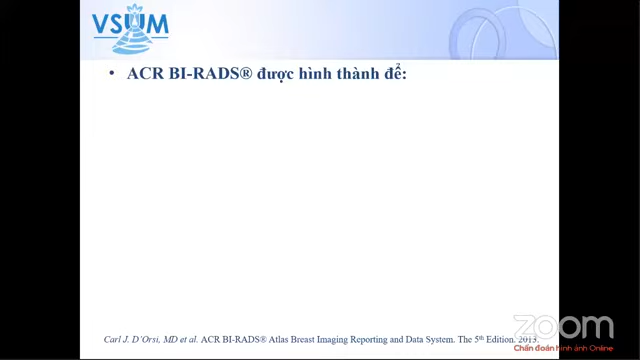 VSUM
• ACR BI-RADS® được hình thành để:
Carl J. D'Orsi, MD et al. ACR BI-RADS® Atlas Breast Imaging Reporting and Data System. The 5th Edition. 2013.
zoom
Chẩn đoán hình ảnh Online